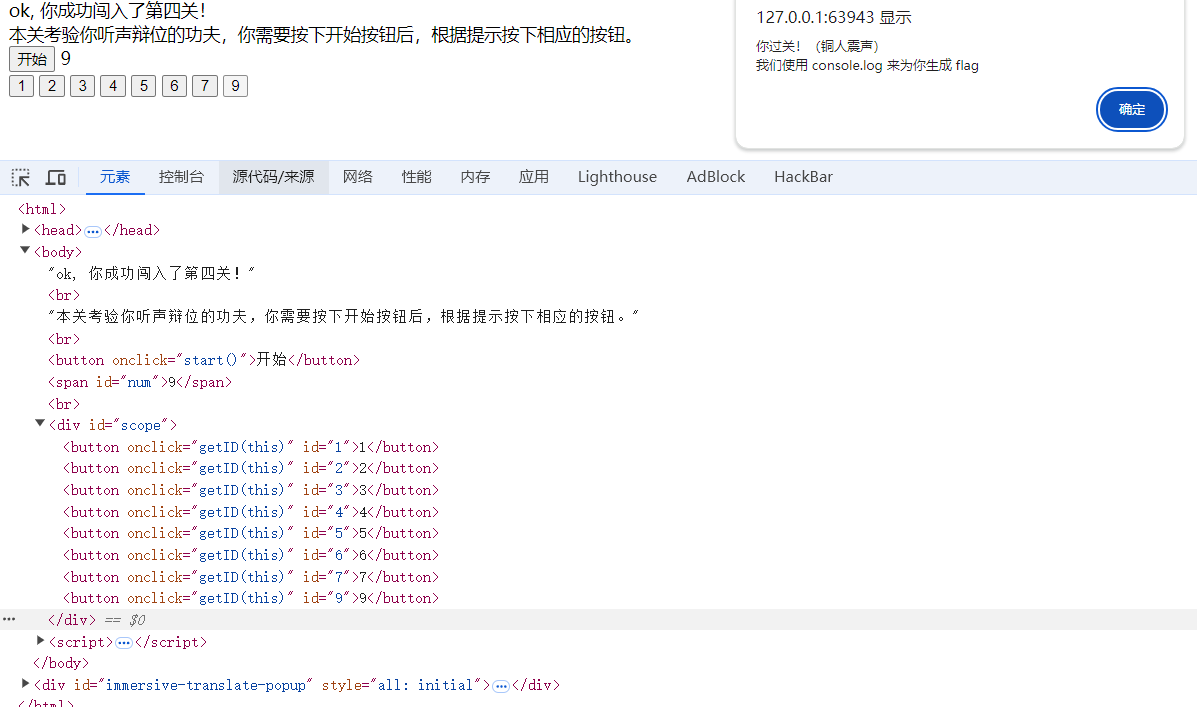 ok, 你成功闯入了第四关！
本关考验你听声辩位的功夫，你需要按下开始按钮后，根据提示按下相应的按钮。
开始 9
1 2 3 4 5 6 7 9
127.0.0.1:63943 显示
你过关！（铜人震声）
我们使用 console.log 来为你生成 flag
确定
元素 控制台 源代码/来源 网络 性能 内存 应用 Lighthouse AdBlock HackBar
<html>
<head> ••• </head>
<body>
"ok, 你成功闯入了第四关！"
<br>
"本关考验你听声辩位的功夫，你需要按下开始按钮后，根据提示按下相应的按钮。"
<br>
<button onclick="start()">开始</button>
<span id="num">9</span>
<br>
<div id="scope">
<button onclick="getID(this)" id="1">1</button>
<button onclick="getID(this)" id="2">2</button>
<button onclick="getID(this)" id="3">3</button>
<button onclick="getID(this)" id="4">4</button>
<button onclick="getID(this)" id="5">5</button>
<button onclick="getID(this)" id="6">6</button>
<button onclick="getID(this)" id="7">7</button>
<button onclick="getID(this)" id="9">9</button>
••• </div> == $0
<script> ••• </script>
</body>
<div id="immersive-translate-popup" style="all: initial"> ••• </div>
</html>